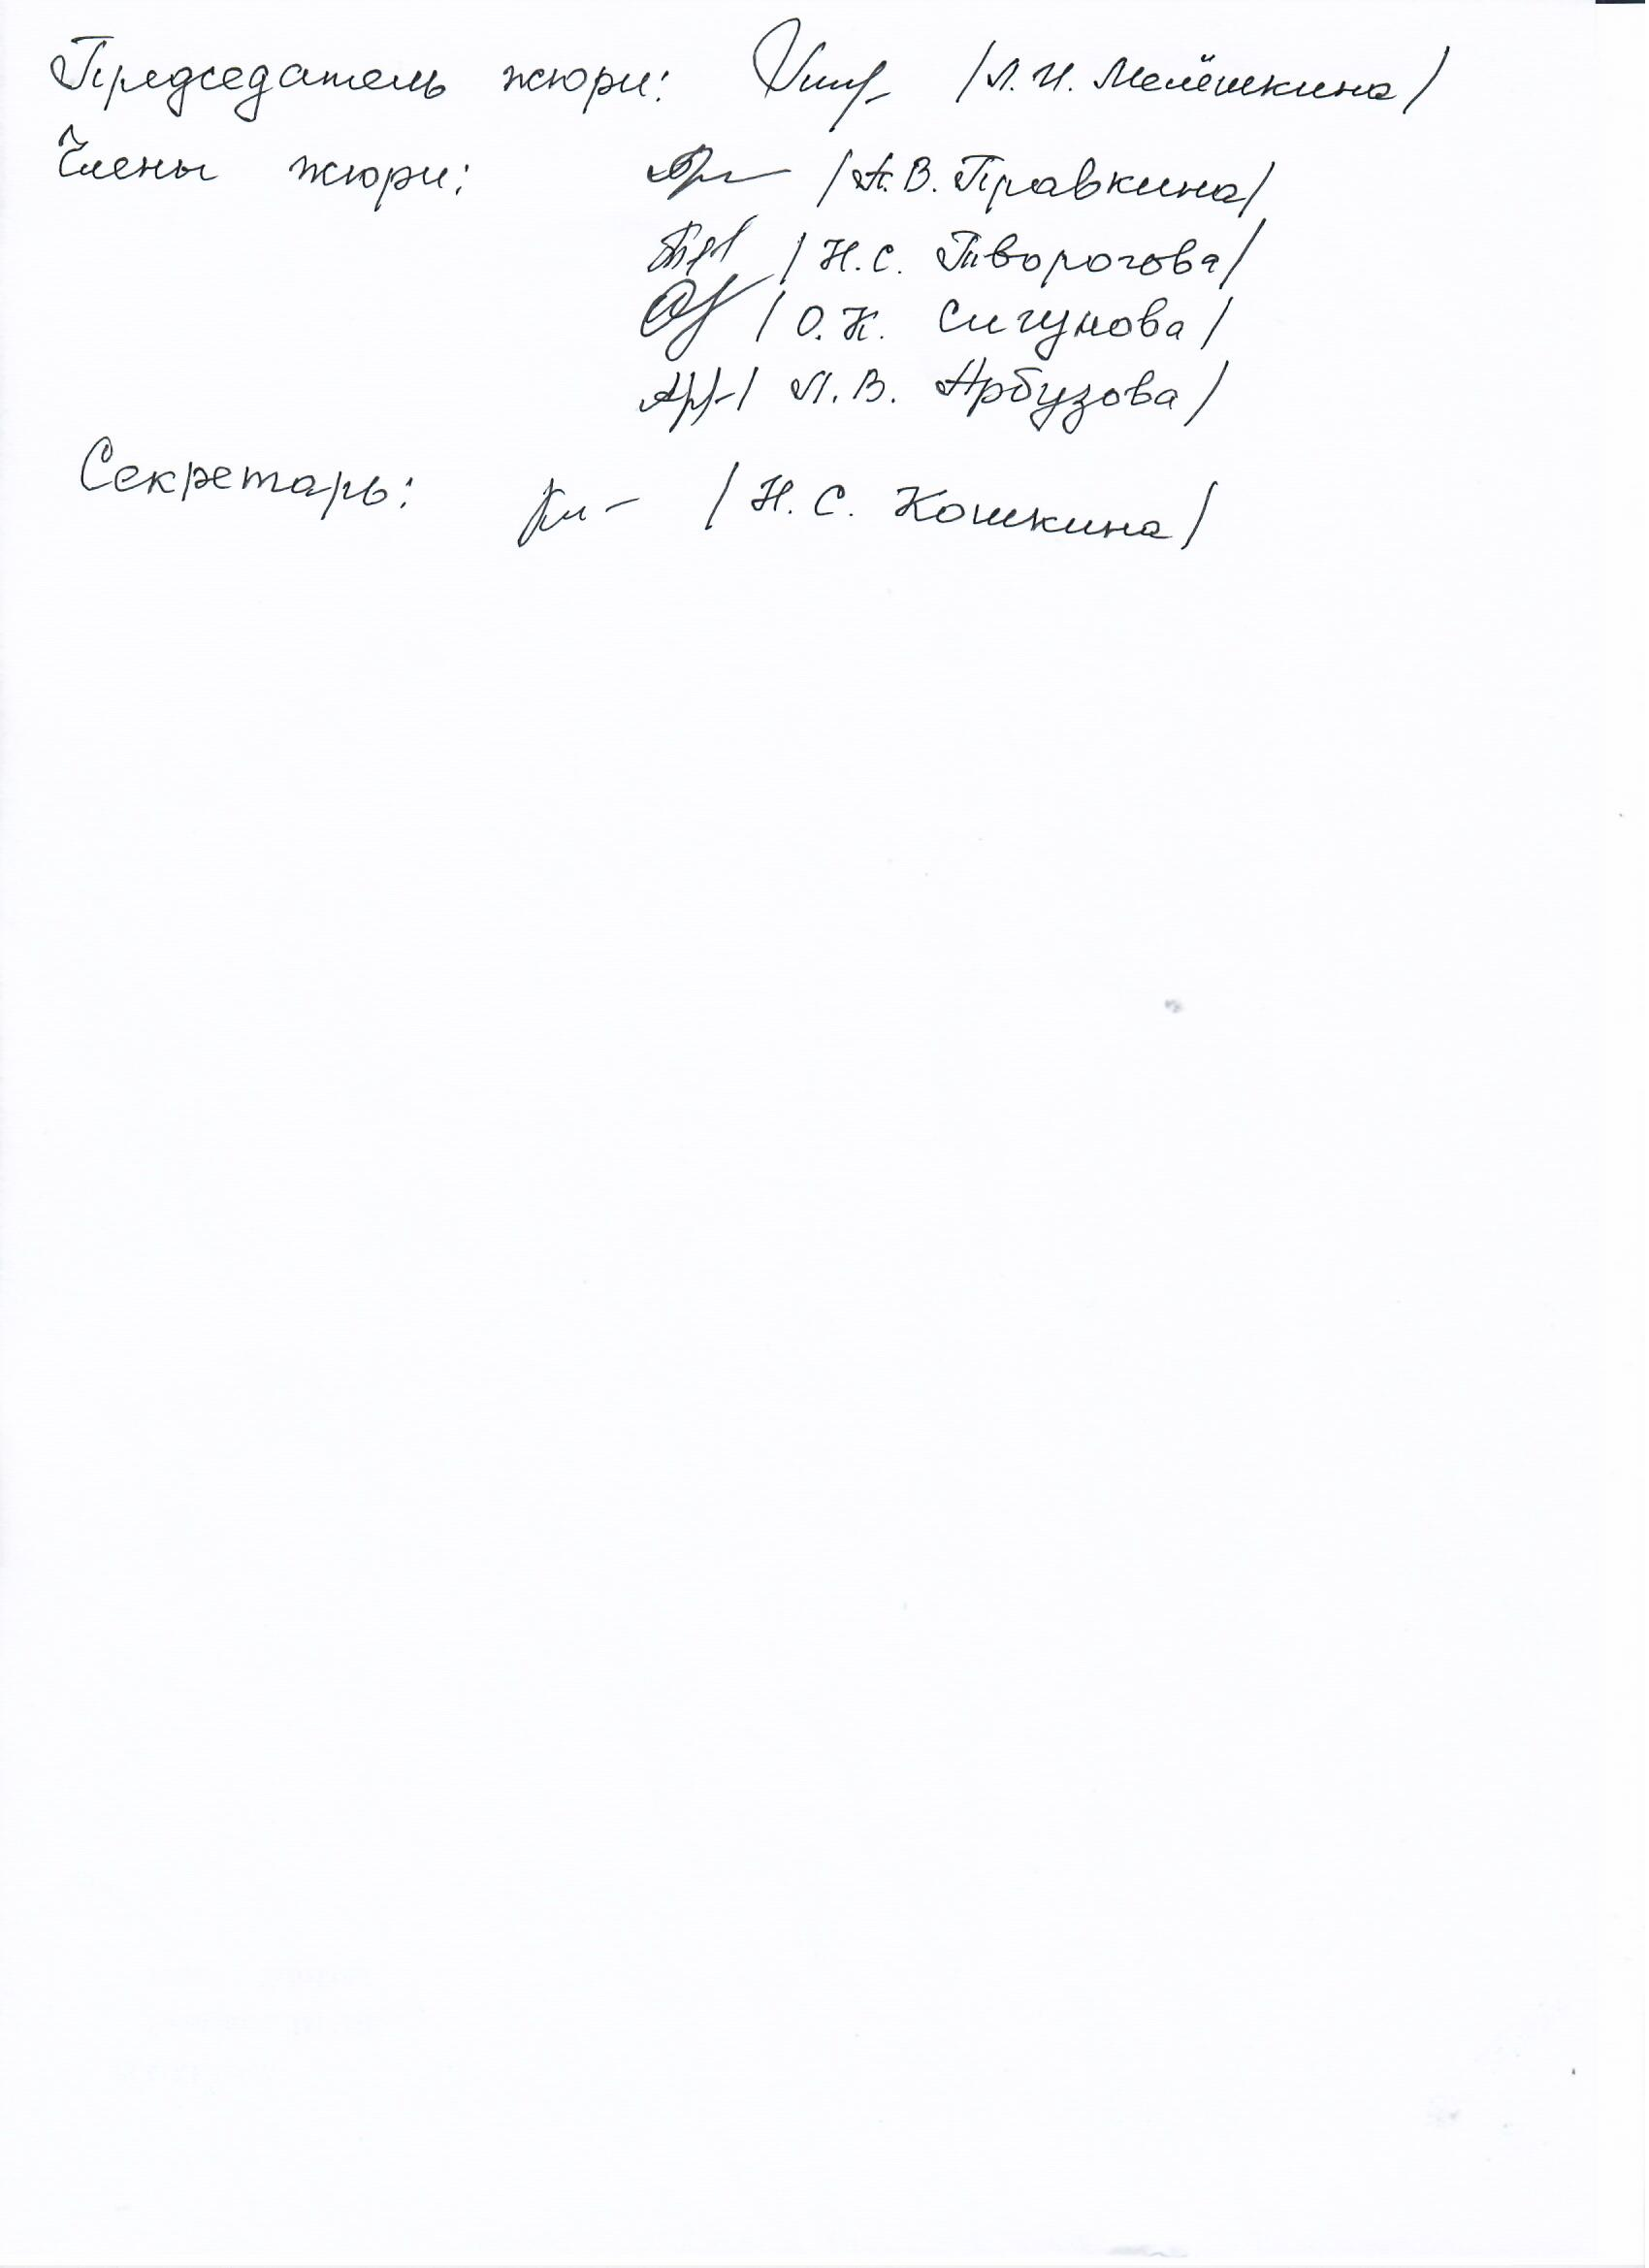 Председатель жюри: /Л.И. Мелёшкина/
Члены жюри: /А.В. Правкина/
/Н.С. Творогова/
/О.К. Сигунова/
/Л.В. Арбузова/
Секретарь: /Н.С. Кошкина/